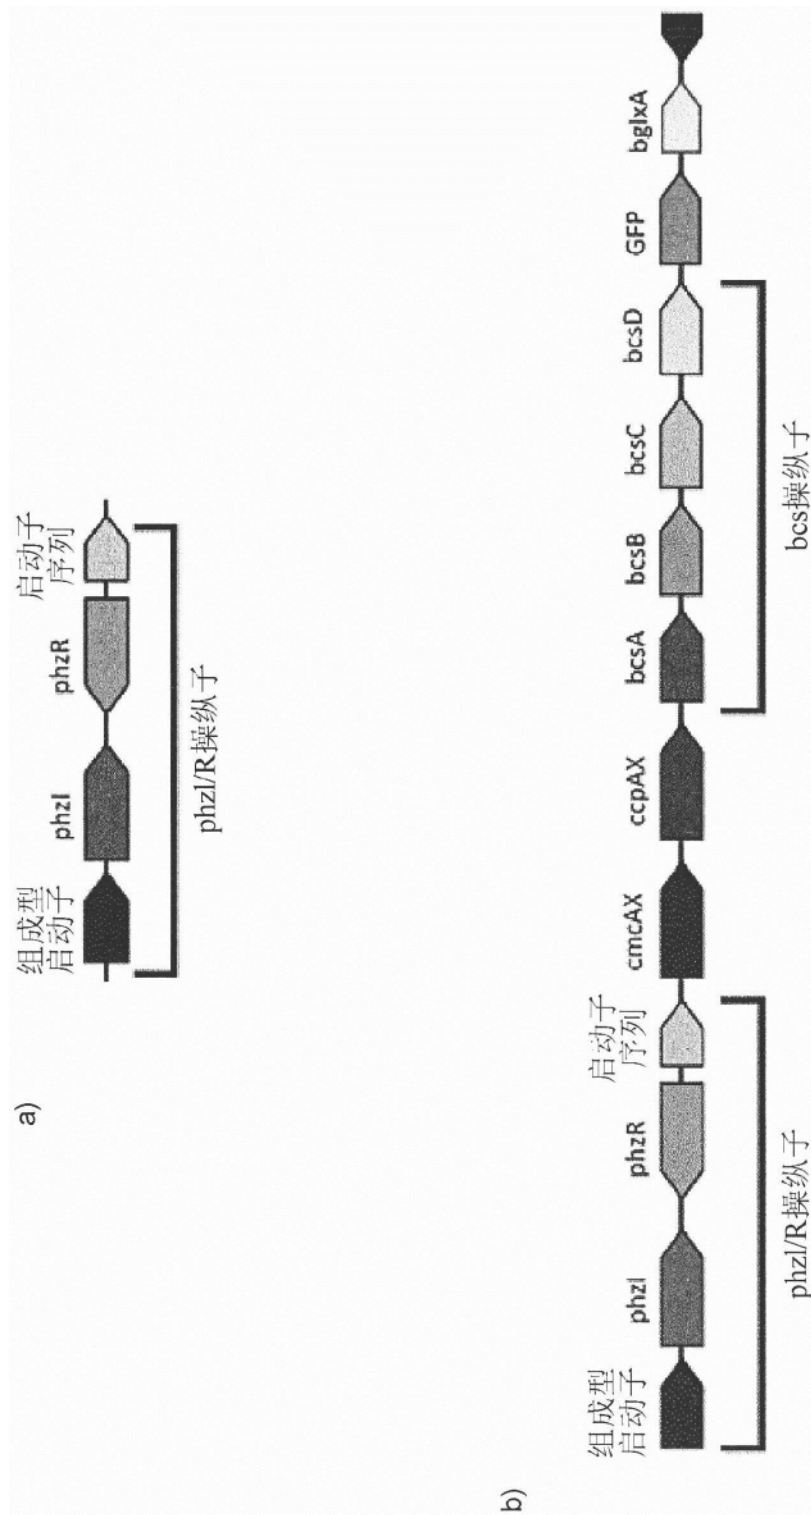 a)
组成型
启动子
phzI
phzR
启动子
序列
phzI/R操纵子
b)
组成型
启动子
phzI
phzR
启动子
序列
cmcAX
ccpAX
bcsA
bcsB
bcsC
bcsD
GFP
bglxA
phzI/R操纵子
bcs操纵子